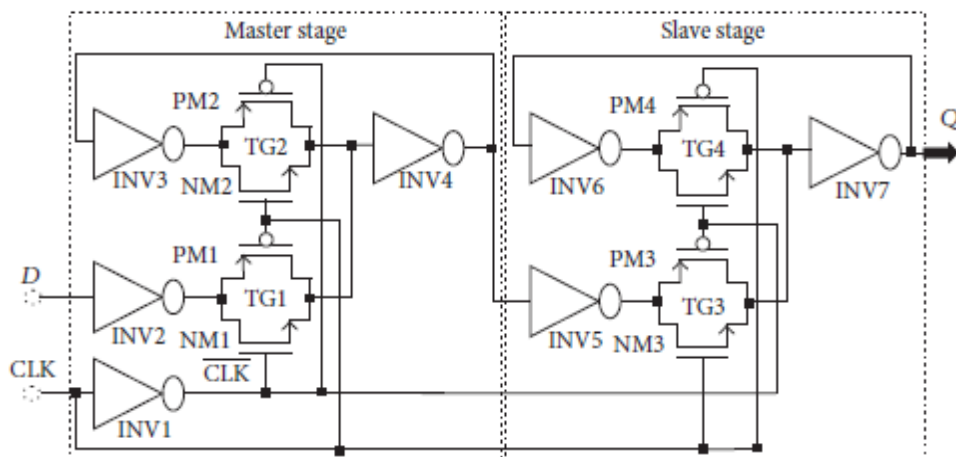 Master stage
Slave stage
PM2
PM4
Q
TG2
TG4
INV3
NM2
INV4
INV6
INV7
PM1
PM3
D
TG1
TG3
INV2
NM1
INV5
NM3
CLK
CLK
INV1